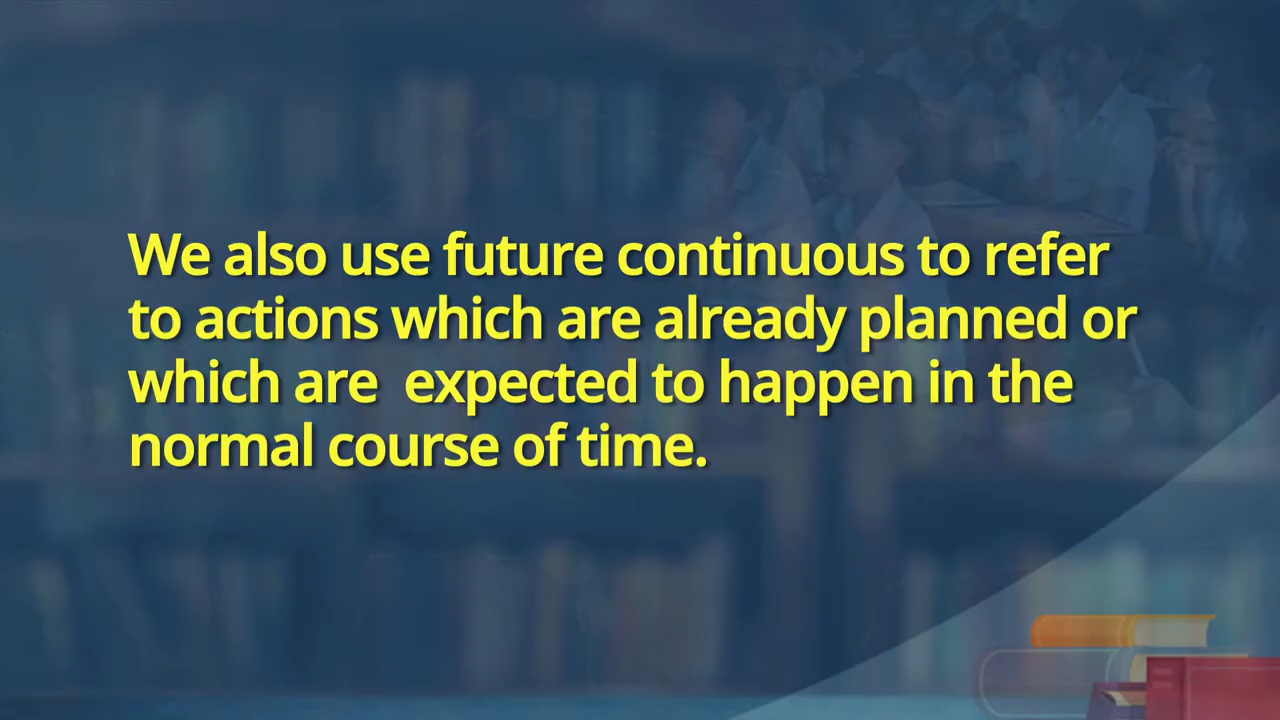 We also use future continuous to refer
to actions which are already planned or
which are  expected to happen in the
normal course of time.